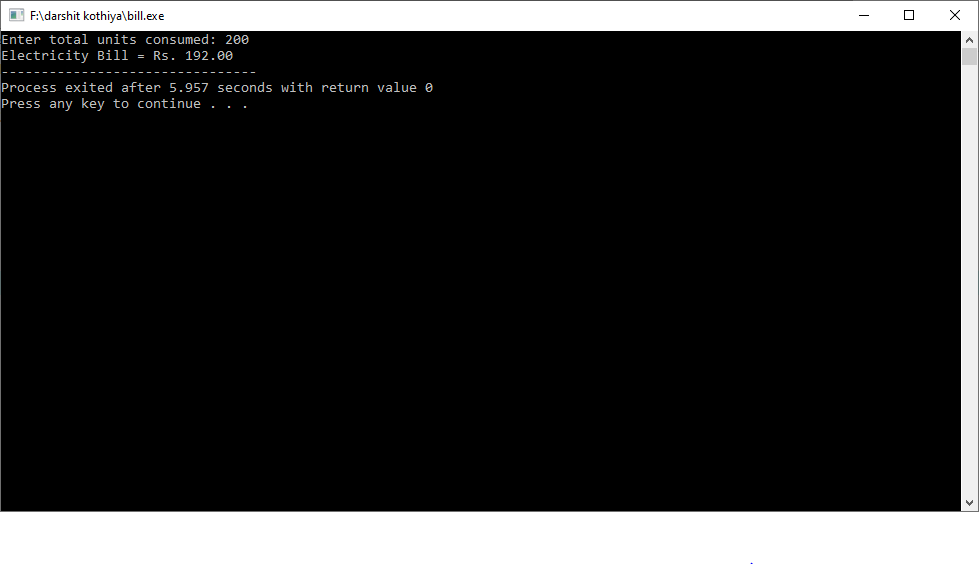 F:\darshit kothiya\bill.exe
Enter total units consumed: 200
Electricity Bill = Rs. 192.00
--------------------------------
Process exited after 5.957 seconds with return value 0
Press any key to continue . . .
.